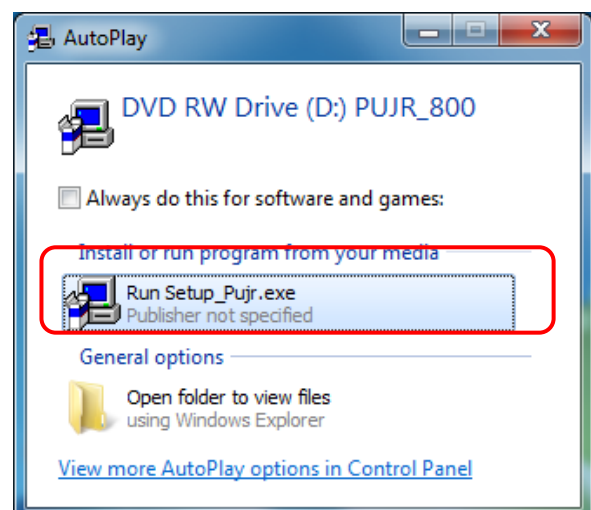 AutoPlay
DVD RW Drive (D:) PUJR_800
Always do this for software and games:
Install or run program from your media
Run Setup_Pujr.exe
Publisher not specified
General options
Open folder to view files
using Windows Explorer
View more AutoPlay options in Control Panel